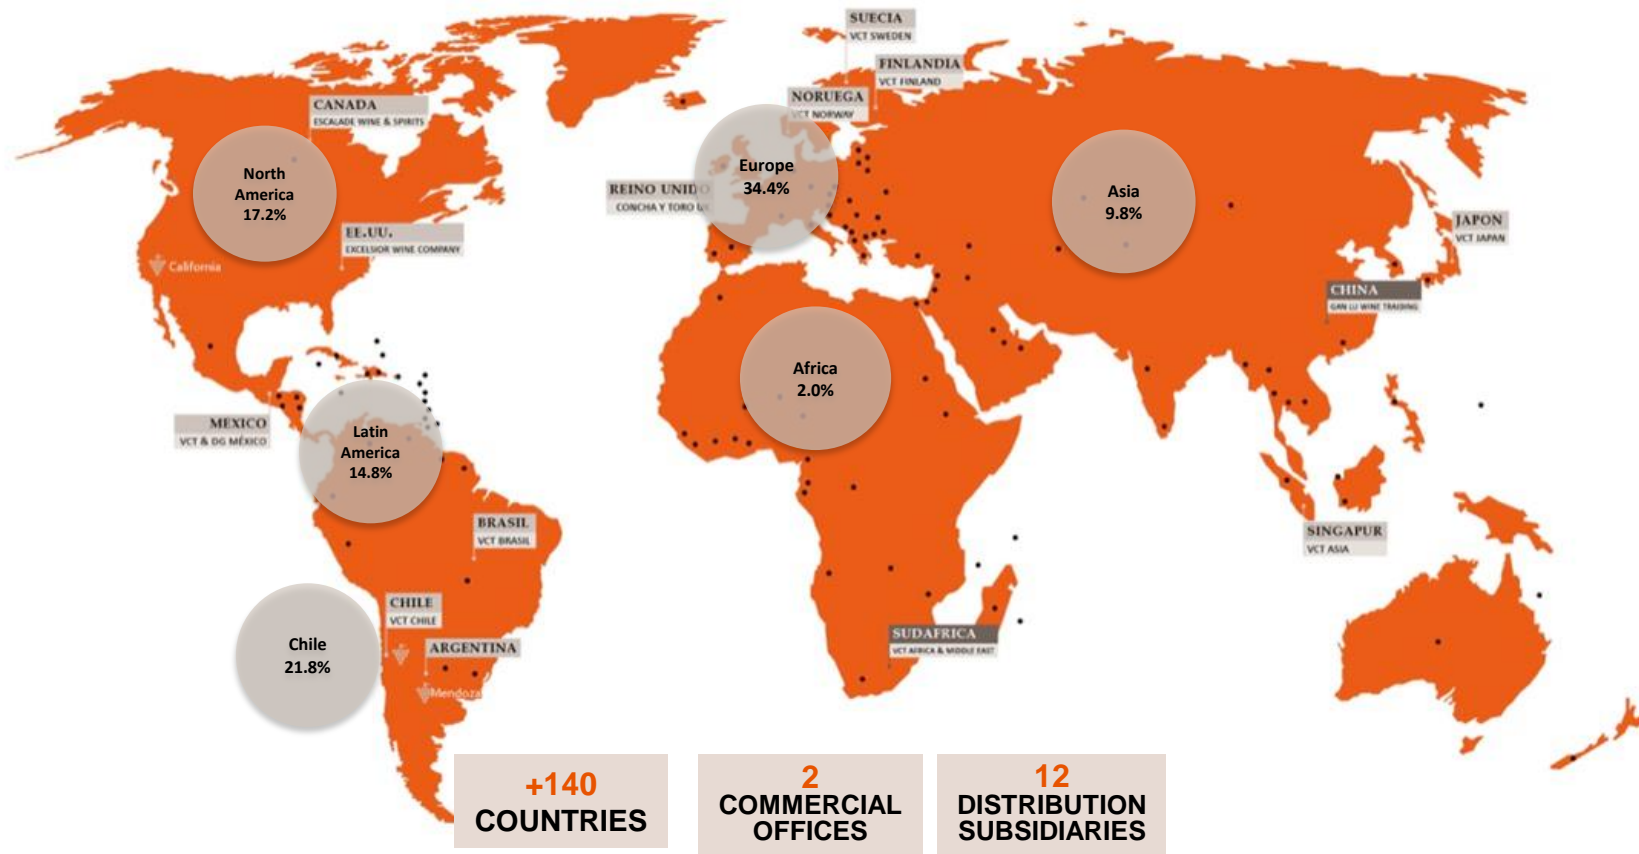 SUECIA
VCT SWEDEN
FINLANDIA
VCT FINLAND
NORUEGA
VCT NORWAY
CANADA
ESCALADE WINE & SPIRITS
North
America
17.2%
Europe
34.4%
REINO UNIDO
CONCHA Y TORO UK
Asia
9.8%
EE.UU.
EXCELSIOR WINE COMPANY
California
JAPON
VCT JAPAN
CHINA
GAN LU WINE TRAIDING
Africa
2.0%
MEXICO
VCT & DG MÉXICO
Latin
America
14.8%
BRASIL
VCT BRASIL
SINGAPUR
VCT ASIA
CHILE
VCT CHILE
SUDAFRICA
VCT AFRICA & MIDDLE EAST
Chile
21.8%
ARGENTINA
Mendoza
+140
COUNTRIES
2
COMMERCIAL
OFFICES
12
DISTRIBUTION
SUBSIDIARIES